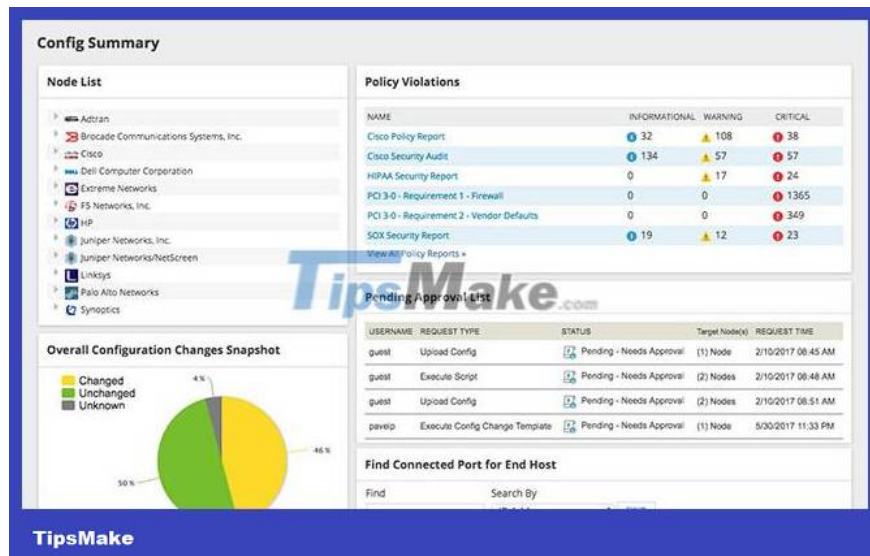 Config Summary
Node List
Adtran
Brocade Communications Systems, Inc.
Cisco
Dell Computer Corporation
Extreme Networks
F5 Networks, Inc.
HP
Juniper Networks, Inc.
Juniper Networks/NetScreen
Linksys
Palo Alto Networks
Synoptics
Overall Configuration Changes Snapshot
Changed
Unchanged
Unknown
4 %
46 %
50 %
Policy Violations
NAME INFORMATIONAL WARNING CRITICAL
Cisco Policy Report 32 108 38
Cisco Security Audit 134 57 57
HIPAA Security Report 0 17 24
PCI 3-0 - Requirement 1 - Firewall 0 0 1365
PCI 3-0 - Requirement 2 - Vendor Defaults 0 0 349
SOX Security Report 19 12 23
View All Policy Reports »
TipsMake.com
Pending Approval List
USERNAME REQUEST TYPE STATUS Target Node(s) REQUEST TIME
guest Upload Config Pending - Needs Approval (1) Node 2/10/2017 08:45 AM
guest Execute Script Pending - Needs Approval (2) Nodes 2/10/2017 08:48 AM
guest Upload Config Pending - Needs Approval (2) Nodes 2/10/2017 08:51 AM
paveip Execute Config Change Template Pending - Needs Approval (1) Node 5/30/2017 11:33 PM
Find Connected Port for End Host
Find Search By
TipsMake